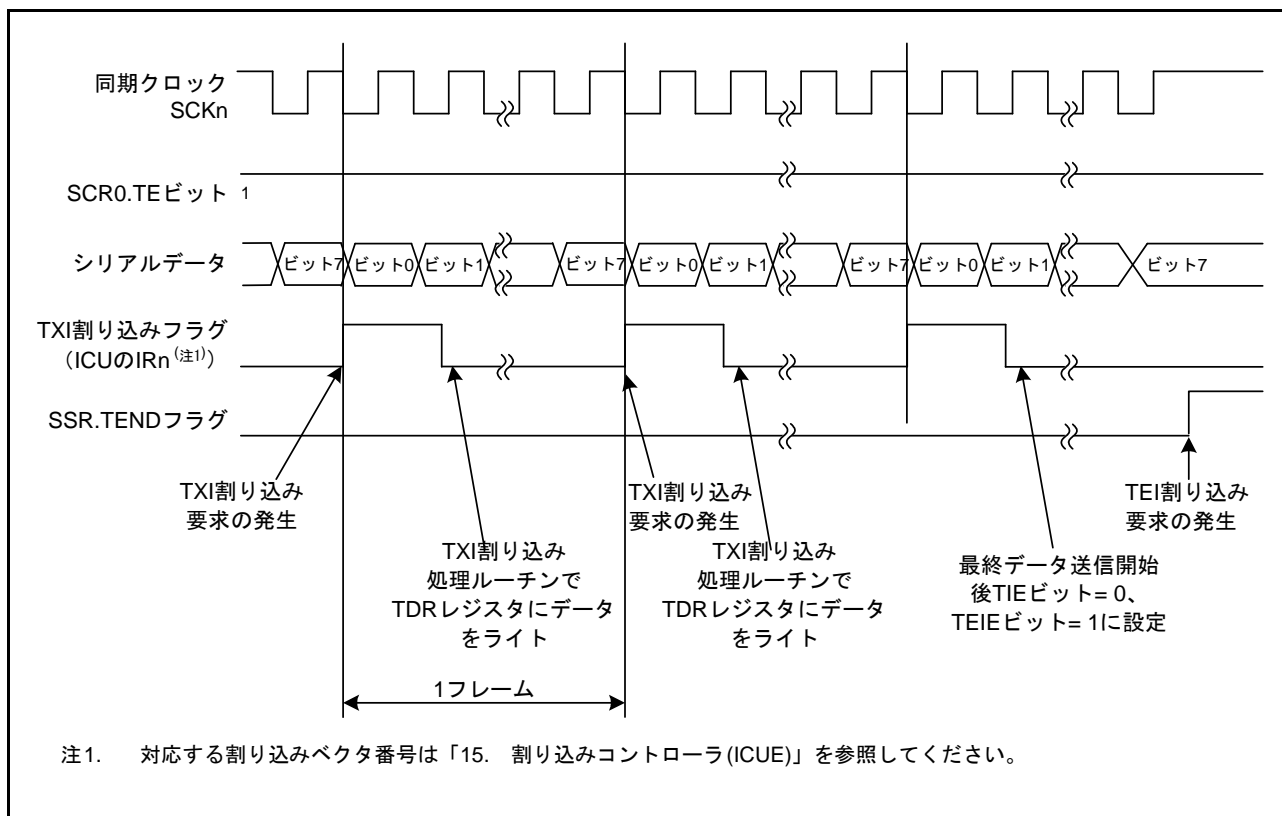 同期クロック
SCKn
SCR0.TEビット 1
シリアルデータ
ビット7 ビット0 ビット1 ビット7 ビット0 ビット1 ビット7 ビット0 ビット1 ビット7
TXI割り込みフラグ
(ICUのIRn(注1))
SSR.TENDフラグ
TXI割り込み
要求の発生
TXI割り込み
処理ルーチンで
TDRレジスタにデータ
をライト
TXI割り込み
要求の発生
TXI割り込み
処理ルーチンで
TDRレジスタにデータ
をライト
最終データ送信開始
後TIEビット= 0、
TEIEビット= 1に設定
TEI割り込み
要求の発生
1フレーム
注1. 対応する割り込みベクタ番号は「15. 割り込みコントローラ(ICUE)」を参照してください。